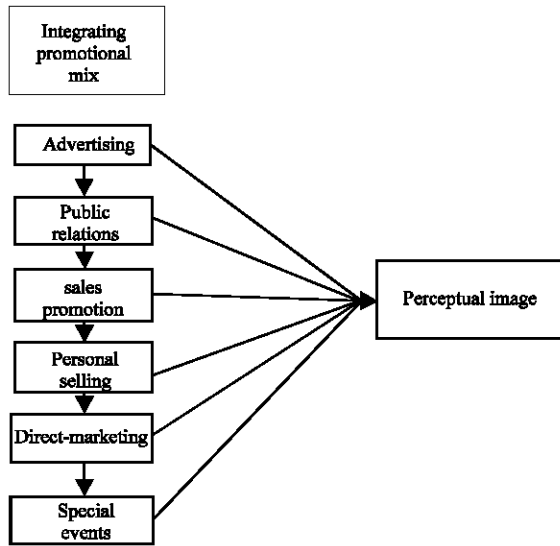 Integrating
promotional
mix
Advertising
Public
relations
sales
promotion
Personal
selling
Direct-marketing
Special
events
Perceptual image